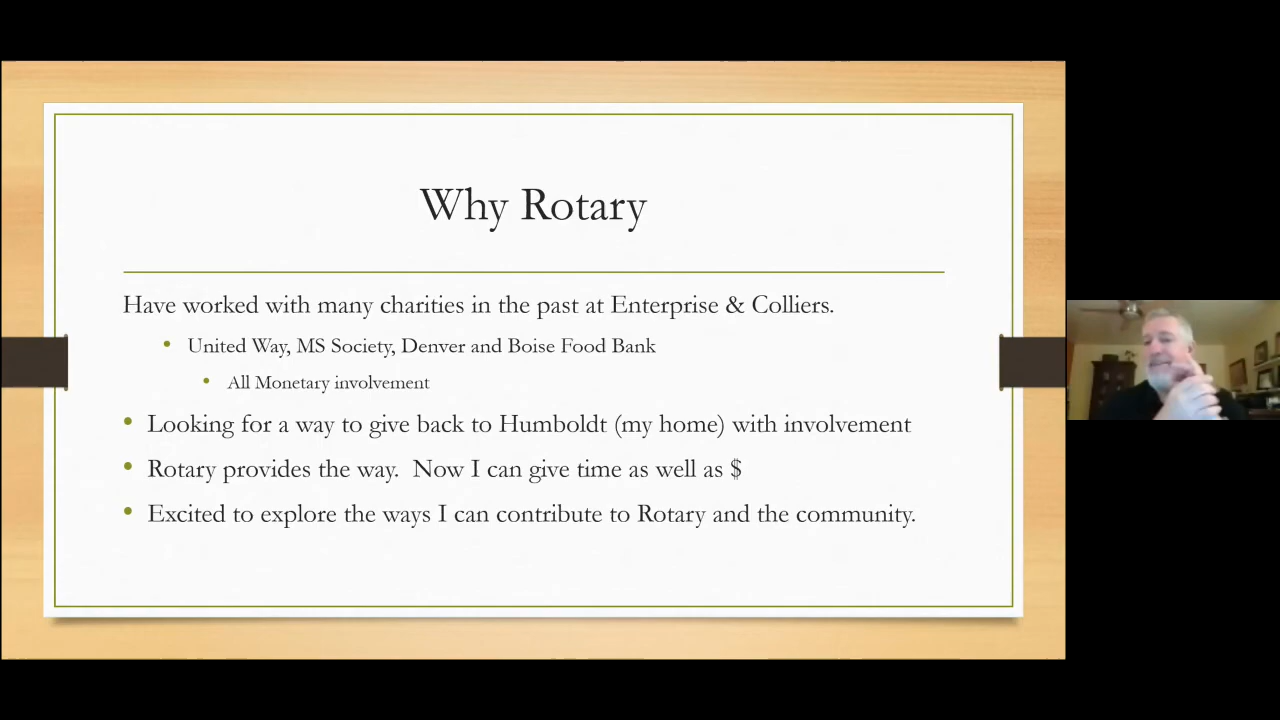 Why Rotary
Have worked with many charities in the past at Enterprise & Colliers.
• United Way, MS Society, Denver and Boise Food Bank
• All Monetary involvement
• Looking for a way to give back to Humboldt (my home) with involvement
• Rotary provides the way.  Now I can give time as well as $
• Excited to explore the ways I can contribute to Rotary and the community.